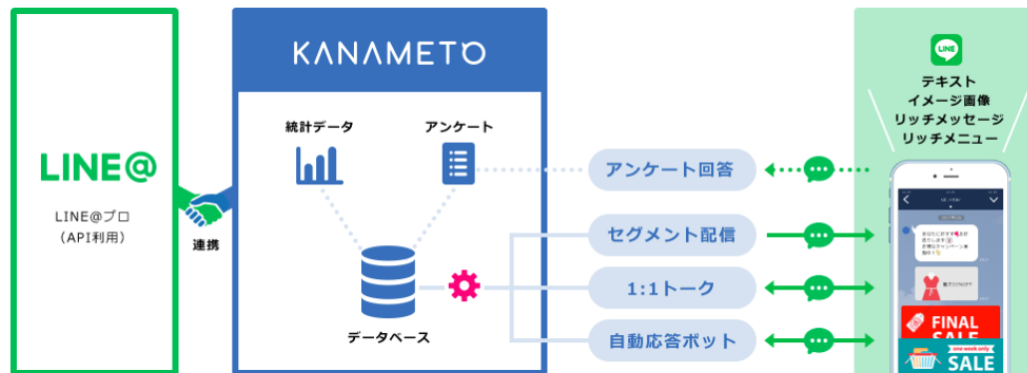 LINE@
LINE@プロ
（API利用）
連携
KANAMETO
統計データ
アンケート
データベース
アンケート回答
セグメント配信
1:1トーク
自動応答ボット
LINE
テキスト
イメージ画像
リッチメッセージ
リッチメニュー
FINAL
SALE
one week only
SALE